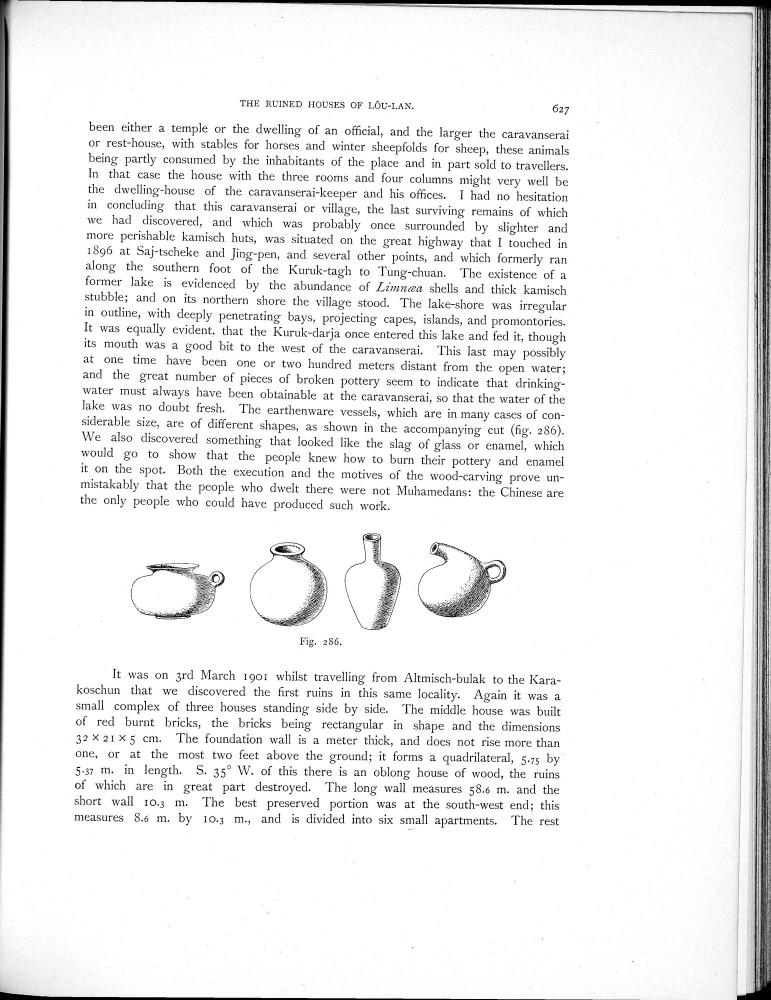 THE RUINED HOUSES OF LÔU-LAN.
627
been either a temple or the dwelling of an official, and the larger the caravanserai
or rest-house, with stables for horses and winter sheepfolds for sheep, these animals
being partly consumed by the inhabitants of the place and in part sold to travellers.
In that case the house with the three rooms and four columns might very well be
the dwelling-house of the caravanserai-keeper and his offices. I had no hesitation
in concluding that this caravanserai or village, the last surviving remains of which
we had discovered, and which was probably once surrounded by slighter and
more perishable kamisch huts, was situated on the great highway that I touched in
1896 at Saj-tscheke and Jing-pen, and several other points, and which formerly ran
along the southern foot of the Kuruk-tagh to Tung-chuan. The existence of a
former lake is evidenced by the abundance of Limnæa shells and thick kamisch
stubble; and on its northern shore the village stood. The lake-shore was irregular
in outline, with deeply penetrating bays, projecting capes, islands, and promontories.
It was equally evident, that the Kuruk-darja once entered this lake and fed it, though
its mouth was a good bit to the west of the caravanserai. This last may possibly
at one time have been one or two hundred meters distant from the open water;
and the great number of pieces of broken pottery seem to indicate that drinking-
water must always have been obtainable at the caravanserai, so that the water of the
lake was no doubt fresh. The earthenware vessels, which are in many cases of con-
siderable size, are of different shapes, as shown in the accompanying cut (fig. 286).
We also discovered something that looked like the slag of glass or enamel, which
would go to show that the people knew how to burn their pottery and enamel
it on the spot. Both the execution and the motives of the wood-carving prove un-
mistakably that the people who dwelt there were not Muhamedans: the Chinese are
the only people who could have produced such work.
Fig. 286.
It was on 3rd March 1901 whilst travelling from Altmisch-bulak to the Kara-
koschun that we discovered the first ruins in this same locality. Again it was a
small complex of three houses standing side by side. The middle house was built
of red burnt bricks, the bricks being rectangular in shape and the dimensions
32 × 21 × 5 cm. The foundation wall is a meter thick, and does not rise more than
one, or at the most two feet above the ground; it forms a quadrilateral, 5.75 by
5.37 m. in length. S. 35° W. of this there is an oblong house of wood, the ruins
of which are in great part destroyed. The long wall measures 58.6 m. and the
short wall 10.3 m. The best preserved portion was at the south-west end; this
measures 8.6 m. by 10.3 m., and is divided into six small apartments. The rest